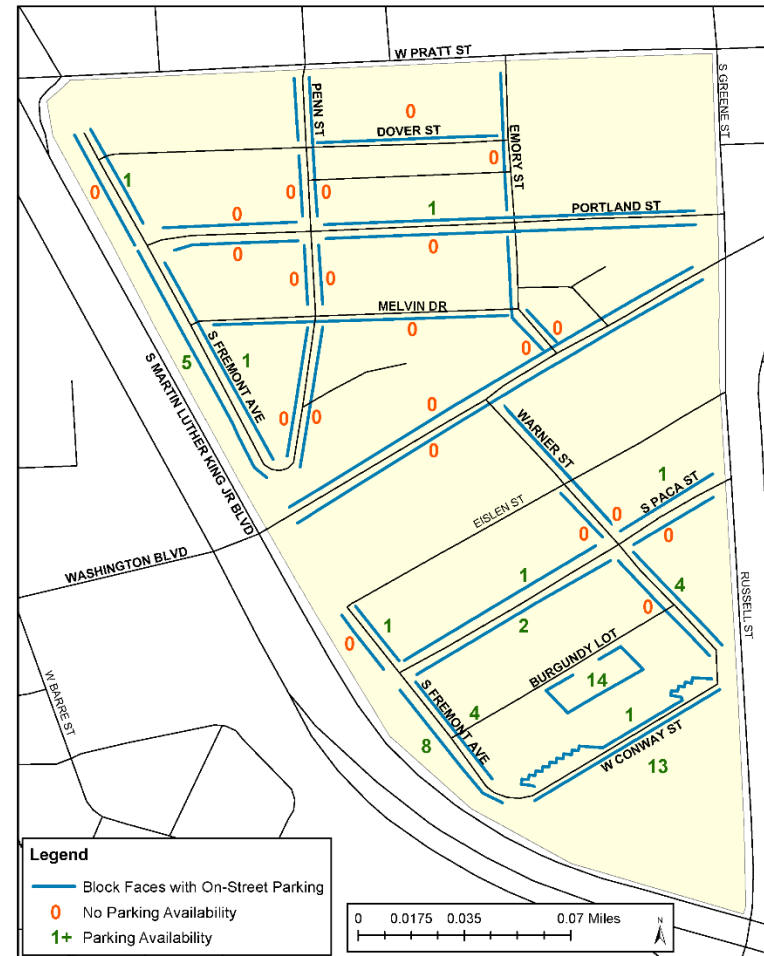 W PRATT ST
S GREENE ST
PENN ST
0
DOVER ST
EMORY ST
0
1
0
0
0
0
1
PORTLAND ST
0
0
0
0
MELVIN DR
0
0
0
S FREMONT AVE
5
1
S MARTIN LUTHER KING JR BLVD
0
0
0
0
WARNER ST
1
S PACA ST
EISLEN ST
0
0
0
WASHINGTON BLVD
1
4
RUSSELL ST
1
0
2
0
BURGUNDY LOT
W BARRE ST
14
S FREMONT AVE
4
1
8
W CONWAY ST
13
Legend
Block Faces with On-Street Parking
0 No Parking Availability
1+ Parking Availability
0 0.0175 0.035 0.07 Miles
N